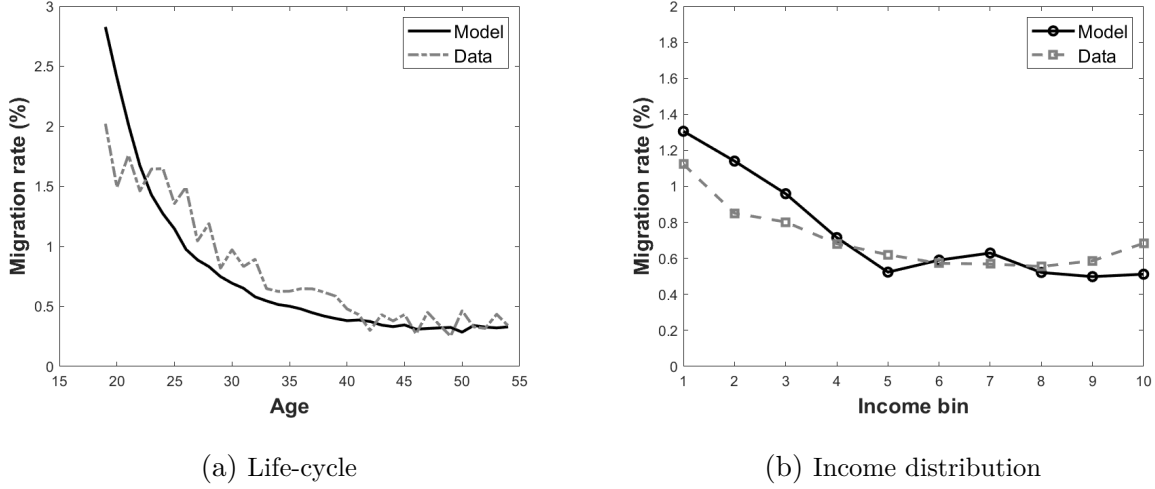 3
2.5
2
1.5
1
0.5
0
Migration rate (%)
15 20 25 30 35 40 45 50 55
Age
Model
Data
(a) Life-cycle
2
1.8
1.6
1.4
1.2
1
0.8
0.6
0.4
0.2
0
Migration rate (%)
1 2 3 4 5 6 7 8 9 10
Income bin
Model
Data
(b) Income distribution